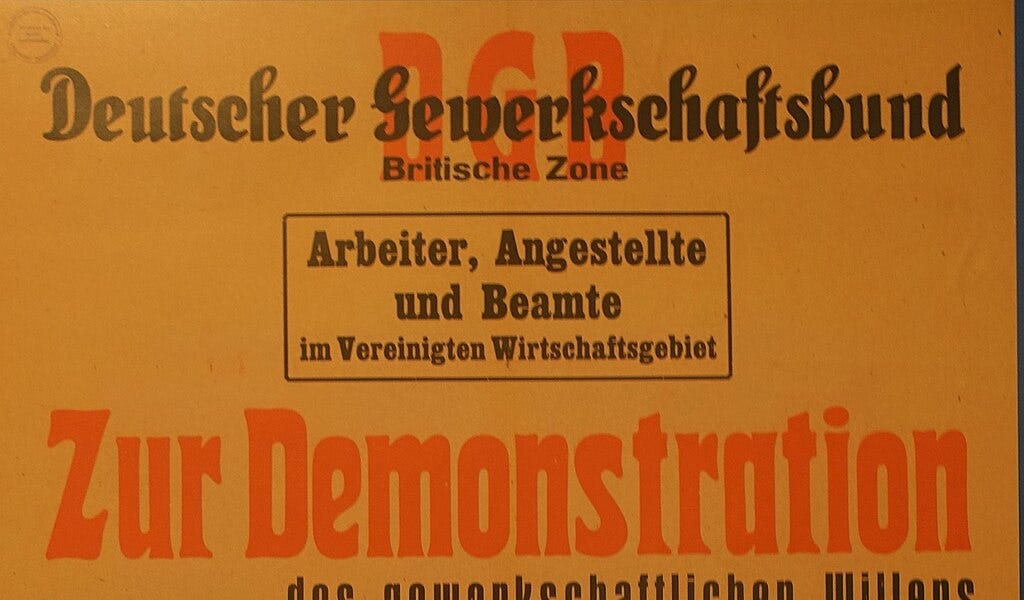 DGB
Deutscher Gewerkschaftsbund
Britische Zone
Arbeiter, Angestellte
und Beamte
im Vereinigten Wirtschaftsgebiet
Zur Demonstration
des gewerkschaftlichen Willens